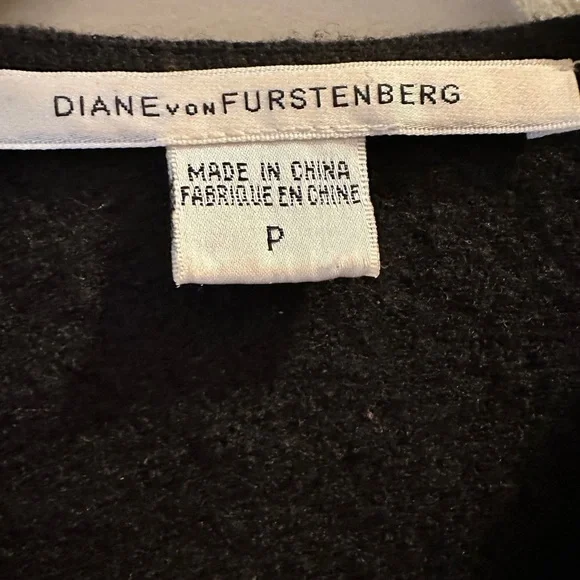 DIANE VON FURSTENBERG
MADE IN CHINA
FABRIQUE EN CHINE
P